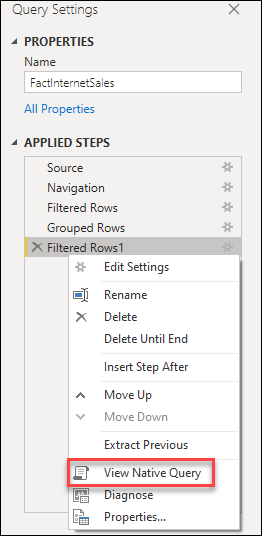 Query Settings
PROPERTIES
Name
FactInternetSales
All Properties
APPLIED STEPS
Source
Navigation
Filtered Rows
Grouped Rows
Filtered Rows1
Edit Settings
Rename
Delete
Delete Until End
Insert Step After
Move Up
Move Down
Extract Previous
View Native Query
Diagnose
Properties...